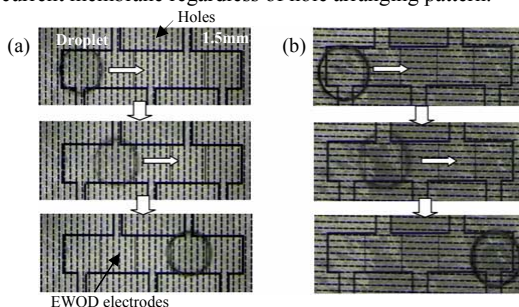 current membrane regardless of hole arranging pattern.
Holes
(a)
Droplet
1.5mm
(b)
EWOD electrodes